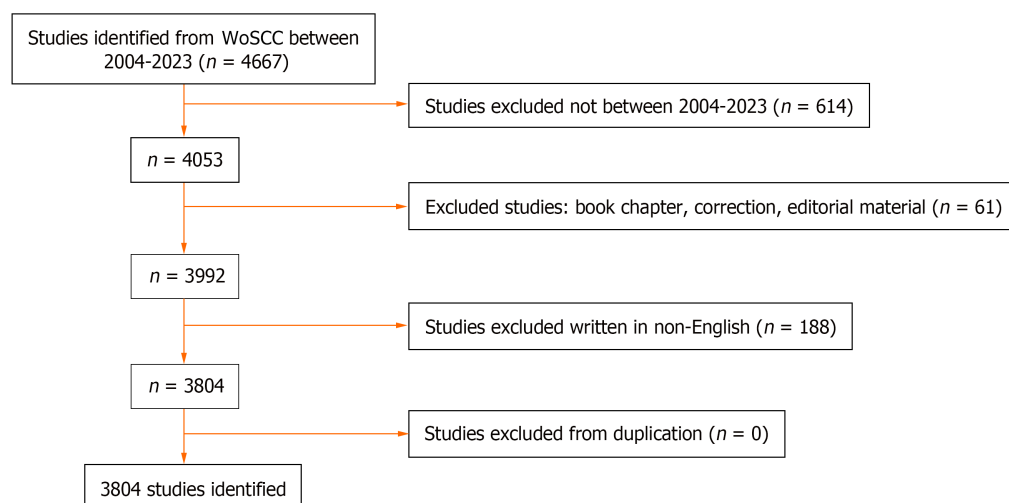 Studies identified from WoSCC between
2004-2023 (n = 4667)
Studies excluded not between 2004-2023 (n = 614)
n = 4053
Excluded studies: book chapter, correction, editorial material (n = 61)
n = 3992
Studies excluded written in non-English (n = 188)
n = 3804
Studies excluded from duplication (n = 0)
3804 studies identified